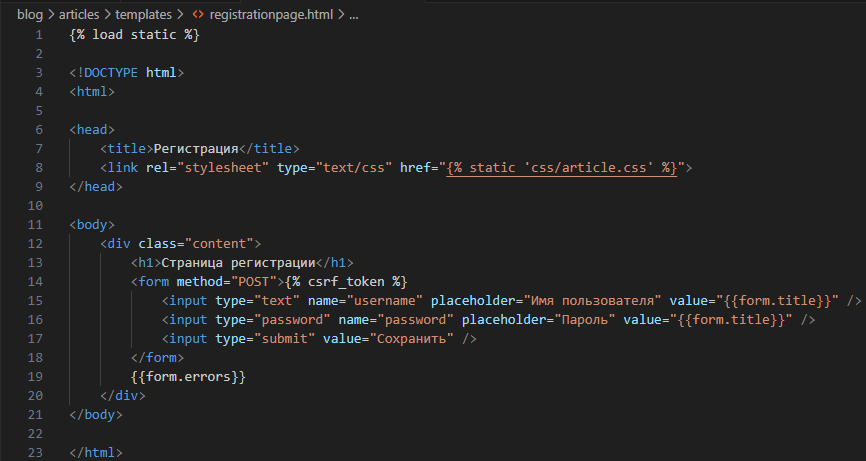 blog > articles > templates > <> registrationpage.html > ...
1 {% load static %}
2
3 <!DOCTYPE html>
4 <html>
5
6 <head>
7     <title>Регистрация</title>
8     <link rel="stylesheet" type="text/css" href="{% static 'css/article.css' %}">
9 </head>
10
11 <body>
12     <div class="content">
13         <h1>Страница регистрации</h1>
14         <form method="POST">{% csrf_token %}
15             <input type="text" name="username" placeholder="Имя пользователя" value="{{form.title}}" />
16             <input type="password" name="password" placeholder="Пароль" value="{{form.title}}" />
17             <input type="submit" value="Сохранить" />
18         </form>
19         {{form.errors}}
20     </div>
21 </body>
22
23 </html>